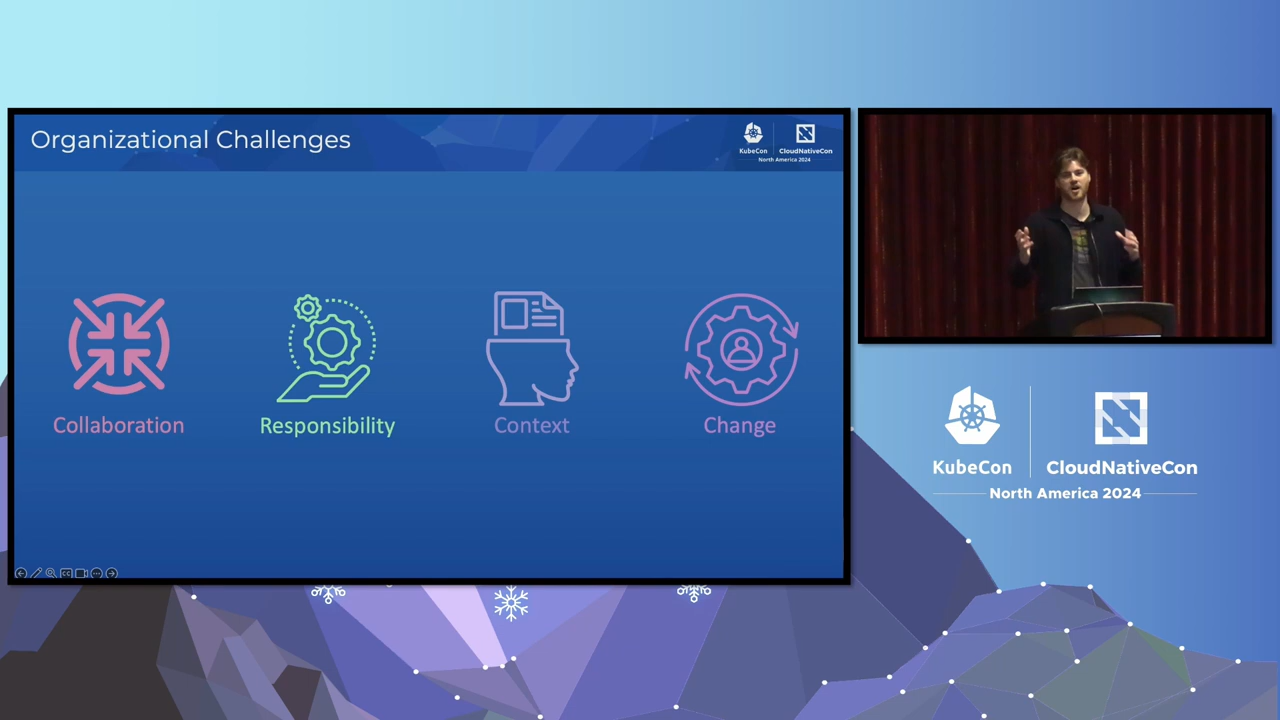 Organizational Challenges
KubeCon
CloudNativeCon
North America 2024
Collaboration
Responsibility
Context
Change
KubeCon
CloudNativeCon
North America 2024